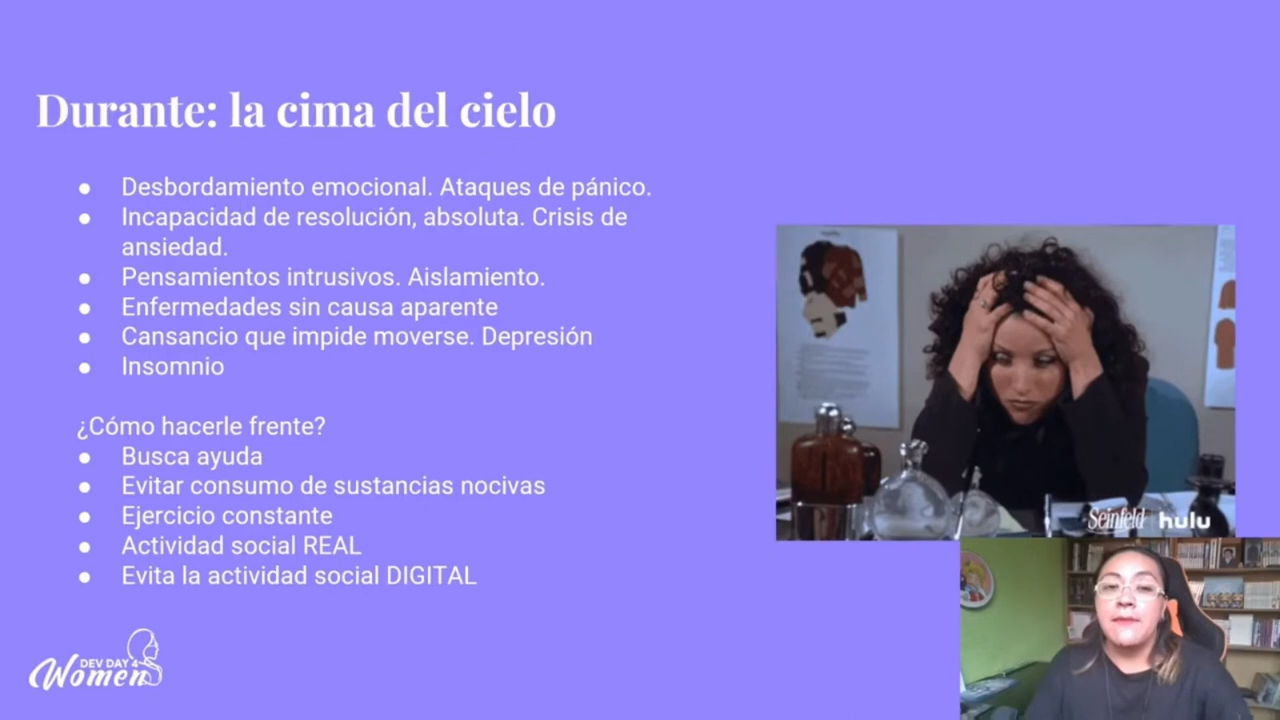 Durante: la cima del cielo
● Desbordamiento emocional. Ataques de pánico.
● Incapacidad de resolución, absoluta. Crisis de
ansiedad.
● Pensamientos intrusivos. Aislamiento.
● Enfermedades sin causa aparente
● Cansancio que impide moverse. Depresión
● Insomnio
¿Cómo hacerle frente?
● Busca ayuda
● Evitar consumo de sustancias nocivas
● Ejercicio constante
● Actividad social REAL
● Evita la actividad social DIGITAL
Seinfeld hulu
DEV DAY 4
Women